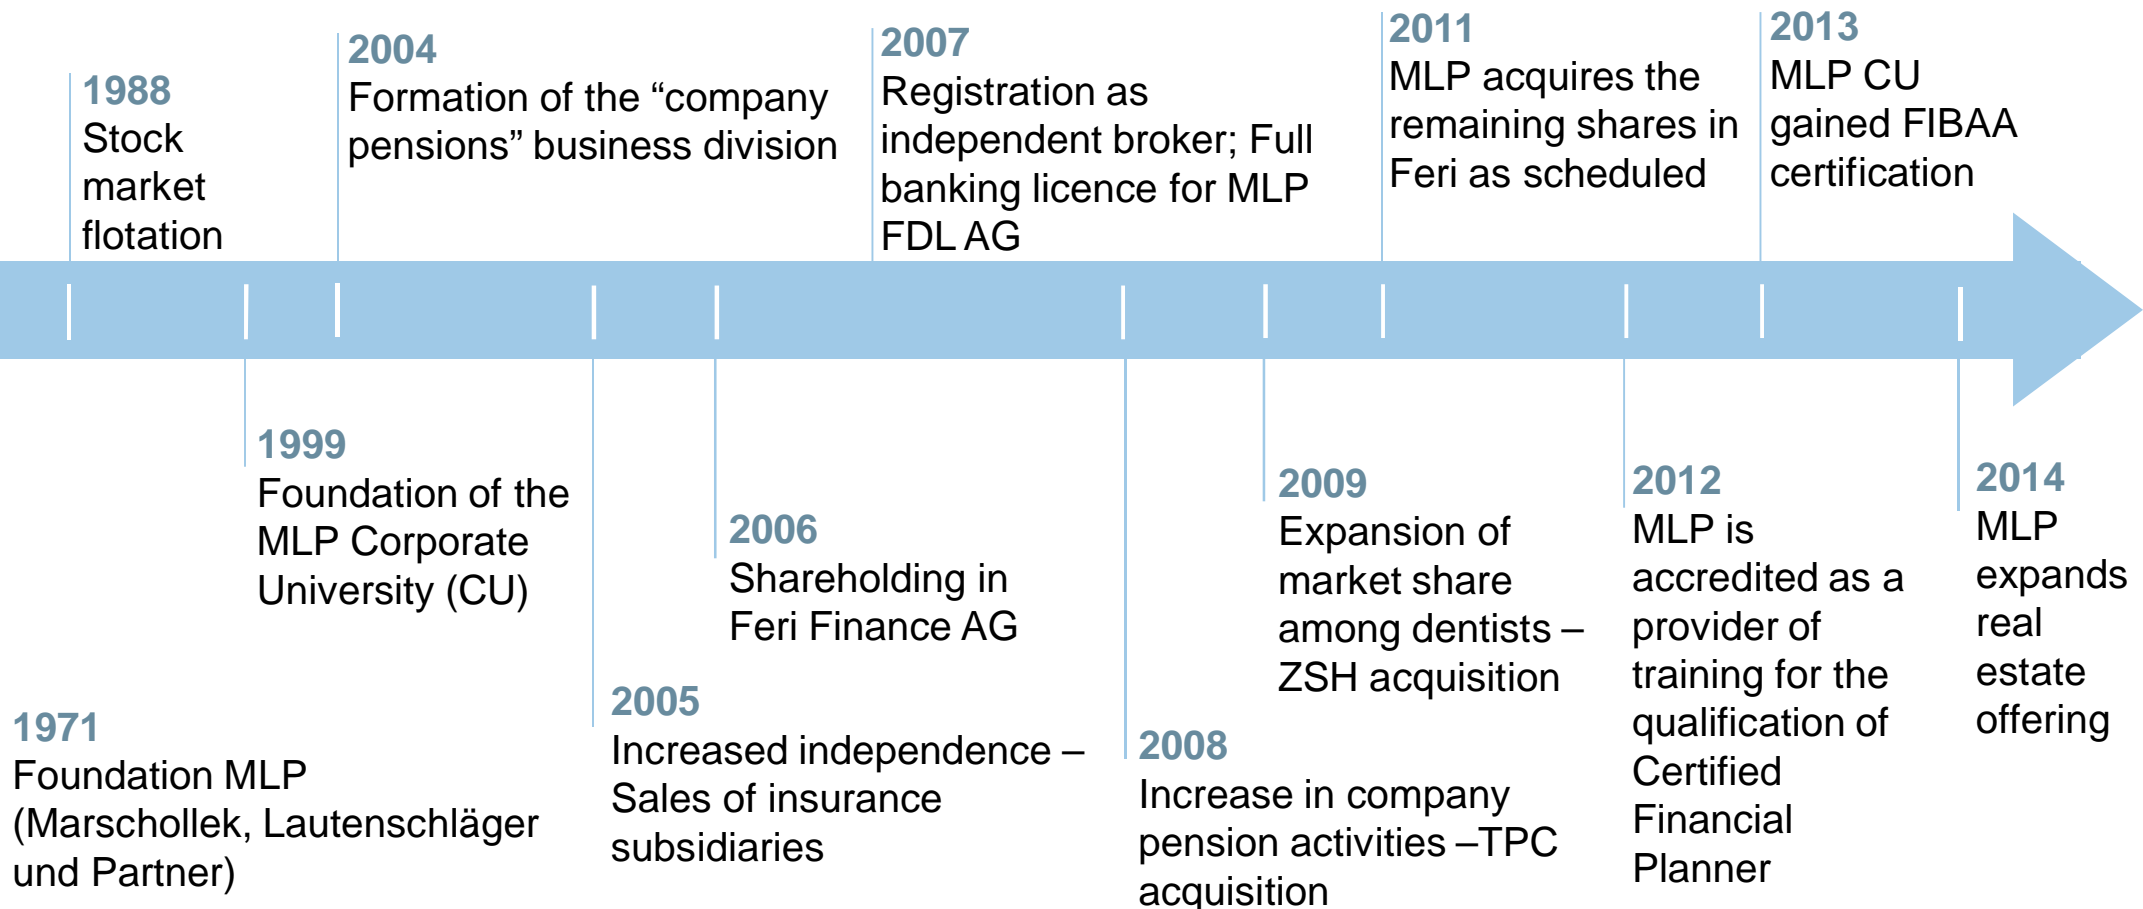 1988
Stock
market
flotation
2004
Formation of the “company
pensions” business division
2007
Registration as
independent broker; Full
banking licence for MLP
FDL AG
2011
MLP acquires the
remaining shares in
Feri as scheduled
2013
MLP CU
gained FIBAA
certification
1971
Foundation MLP
(Marschollek, Lautenschläger
und Partner)
1999
Foundation of the
MLP Corporate
University (CU)
2005
Increased independence –
Sales of insurance
subsidiaries
2006
Shareholding in
Feri Finance AG
2008
Increase in company
pension activities –TPC
acquisition
2009
Expansion of
market share
among dentists –
ZSH acquisition
2012
MLP is
accredited as a
provider of
training for the
qualification of
Certified
Financial
Planner
2014
MLP
expands
real
estate
offering